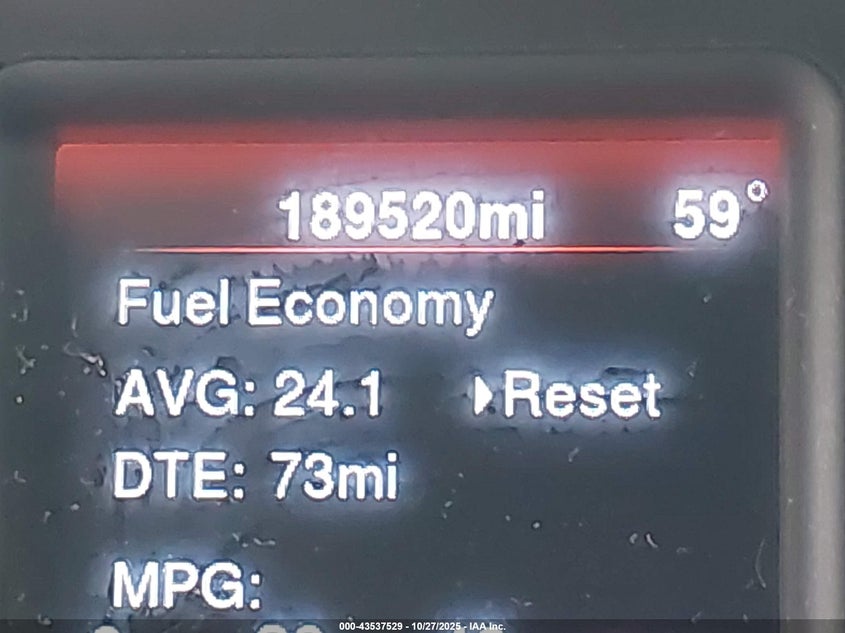 189520mi 59°
Fuel Economy
AVG: 24.1 ▶Reset
DTE: 73mi
MPG:
000-43537529 - 10/27/2025 - IAA Inc.